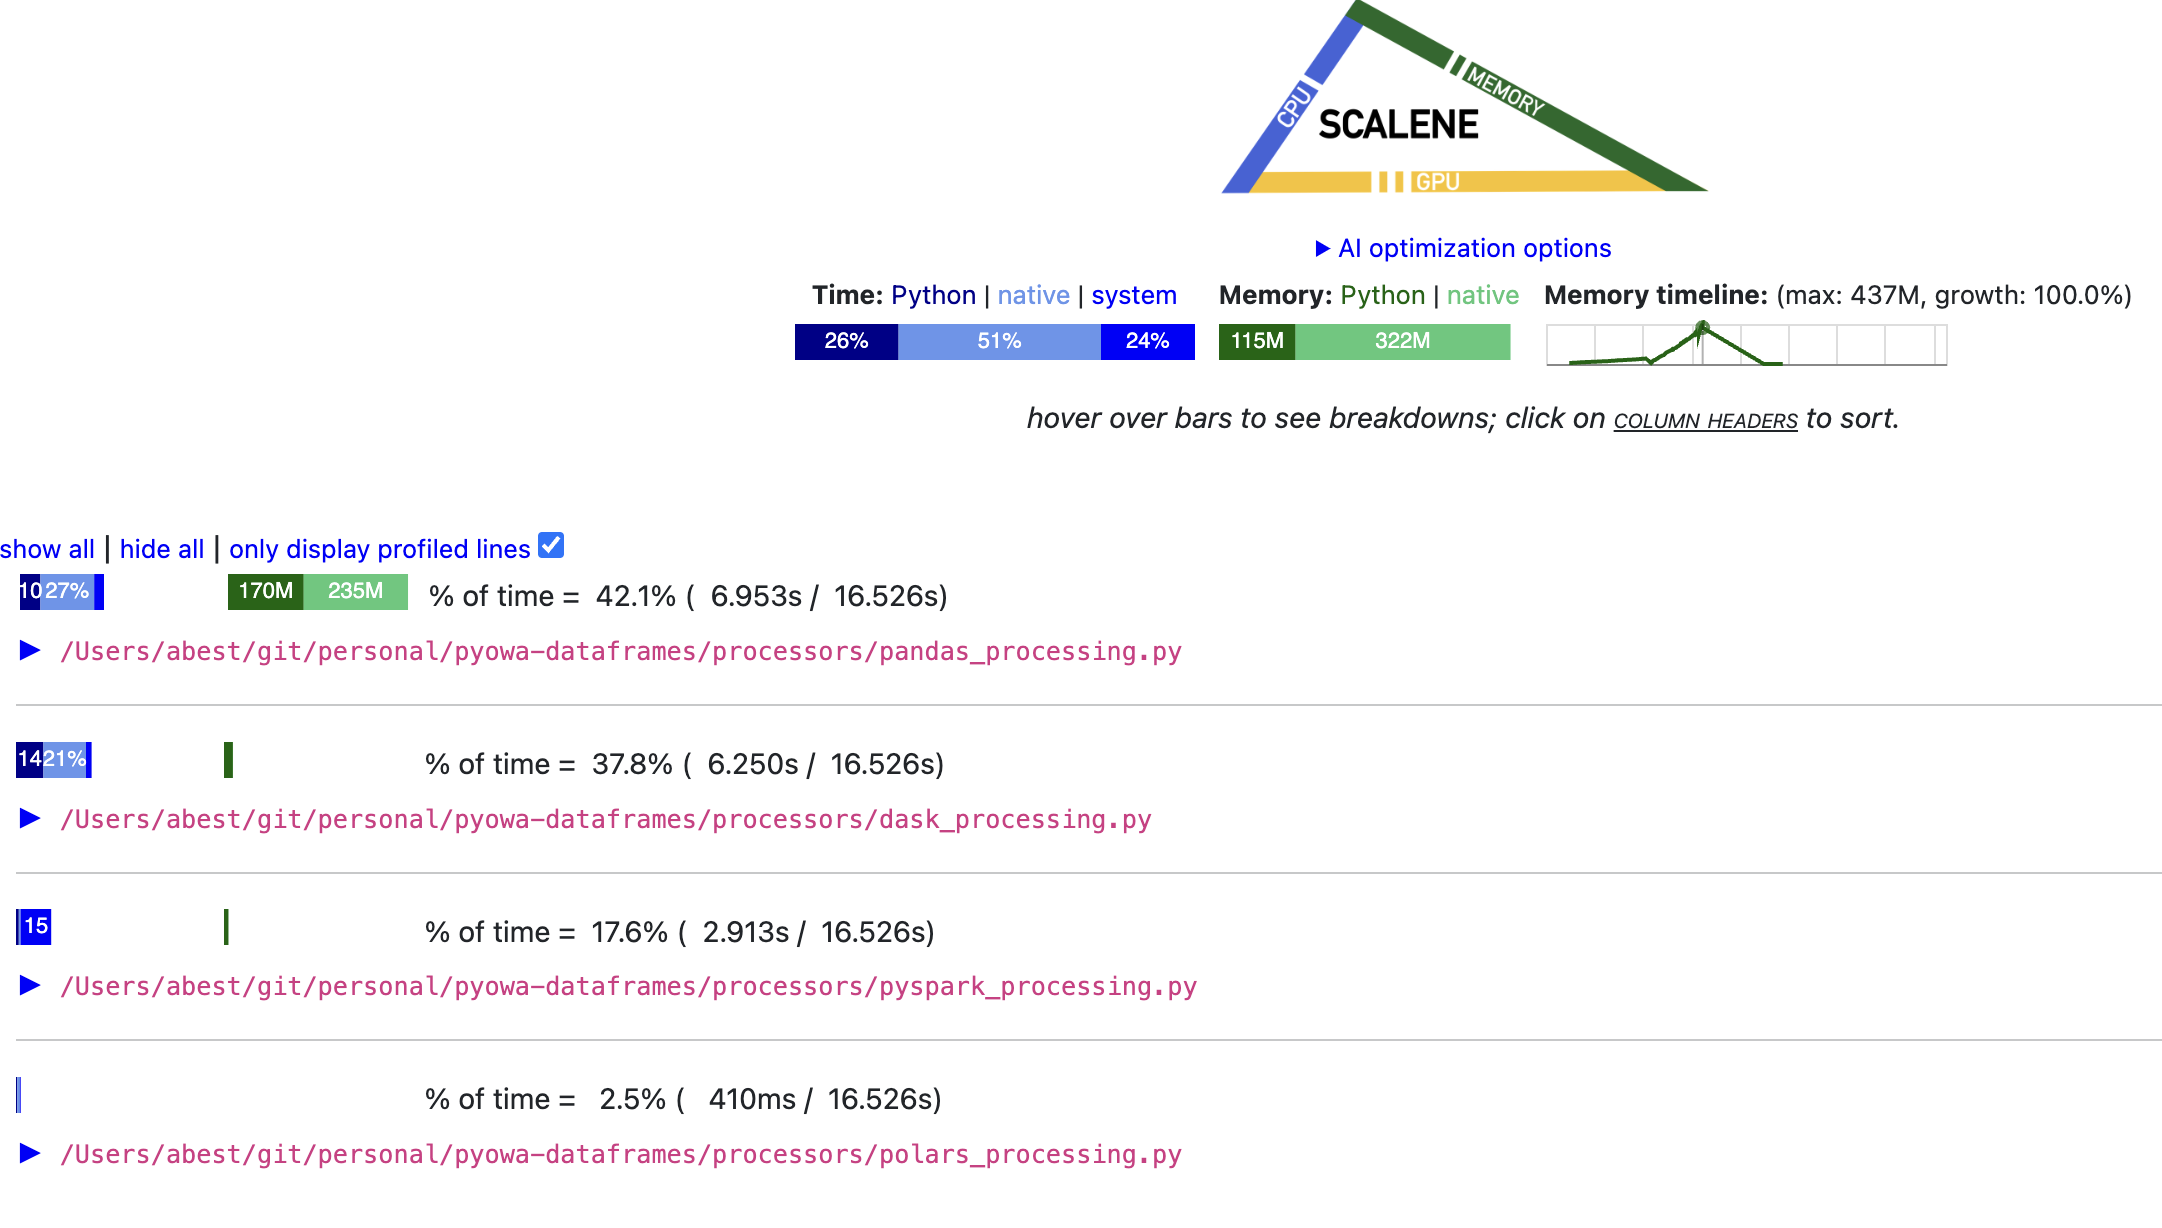 CPU
MEMORY
SCALENE
GPU
▶ AI optimization options
Time: Python | native | system
Memory: Python | native
Memory timeline: (max: 437M, growth: 100.0%)
26% 51% 24%
115M 322M
hover over bars to see breakdowns; click on COLUMN HEADERS to sort.
show all | hide all | only display profiled lines
10 27% 170M 235M % of time = 42.1% ( 6.953s / 16.526s)
▶ /Users/abest/git/personal/pyowa-dataframes/processors/pandas_processing.py
14 21% % of time = 37.8% ( 6.250s / 16.526s)
▶ /Users/abest/git/personal/pyowa-dataframes/processors/dask_processing.py
15 % of time = 17.6% ( 2.913s / 16.526s)
▶ /Users/abest/git/personal/pyowa-dataframes/processors/pyspark_processing.py
% of time = 2.5% ( 410ms / 16.526s)
▶ /Users/abest/git/personal/pyowa-dataframes/processors/polars_processing.py